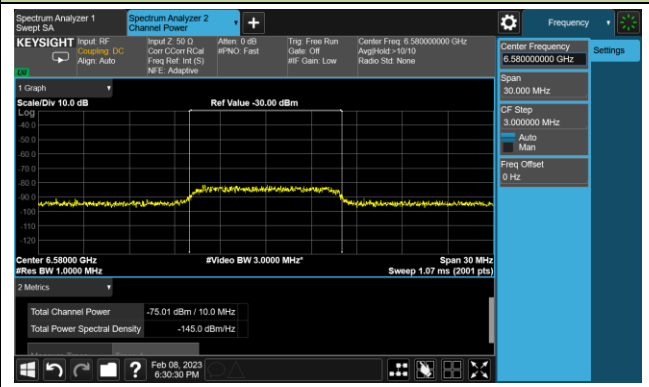 Spectrum Analyzer 1
Swept SA
Spectrum Analyzer 2
Channel Power
+
Frequency
KEYSIGHT
Input: RF
Coupling: DC
Align: Auto
Input Z: 50 Ω
Corr CCorr RCal
Freq Ref: Int (S)
NFE: Adaptive
Atten: 0 dB
#PNO: Fast
Trig: Free Run
Gate: Off
#IF Gain: Low
Center Freq: 6.580000000 GHz
Avg|Hold:>10/10
Radio Std: None
Center Frequency
6.580000000 GHz
Settings
Span
30.000 MHz
CF Step
3.000000 MHz
Auto
Man
Freq Offset
0 Hz
1 Graph
Scale/Div 10.0 dB
Ref Value -30.00 dBm
Log
-40.0
-50.0
-60.0
-70.0
-80.0
-90.0
-100
-110
-120
Center 6.58000 GHz
#Video BW 3.0000 MHz*
Span 30 MHz
#Res BW 1.0000 MHz
Sweep 1.07 ms (2001 pts)
2 Metrics
Total Channel Power
-75.01 dBm / 10.0 MHz
Total Power Spectral Density
-145.0 dBm/Hz
?
Feb 08, 2023
6:30:30 PM